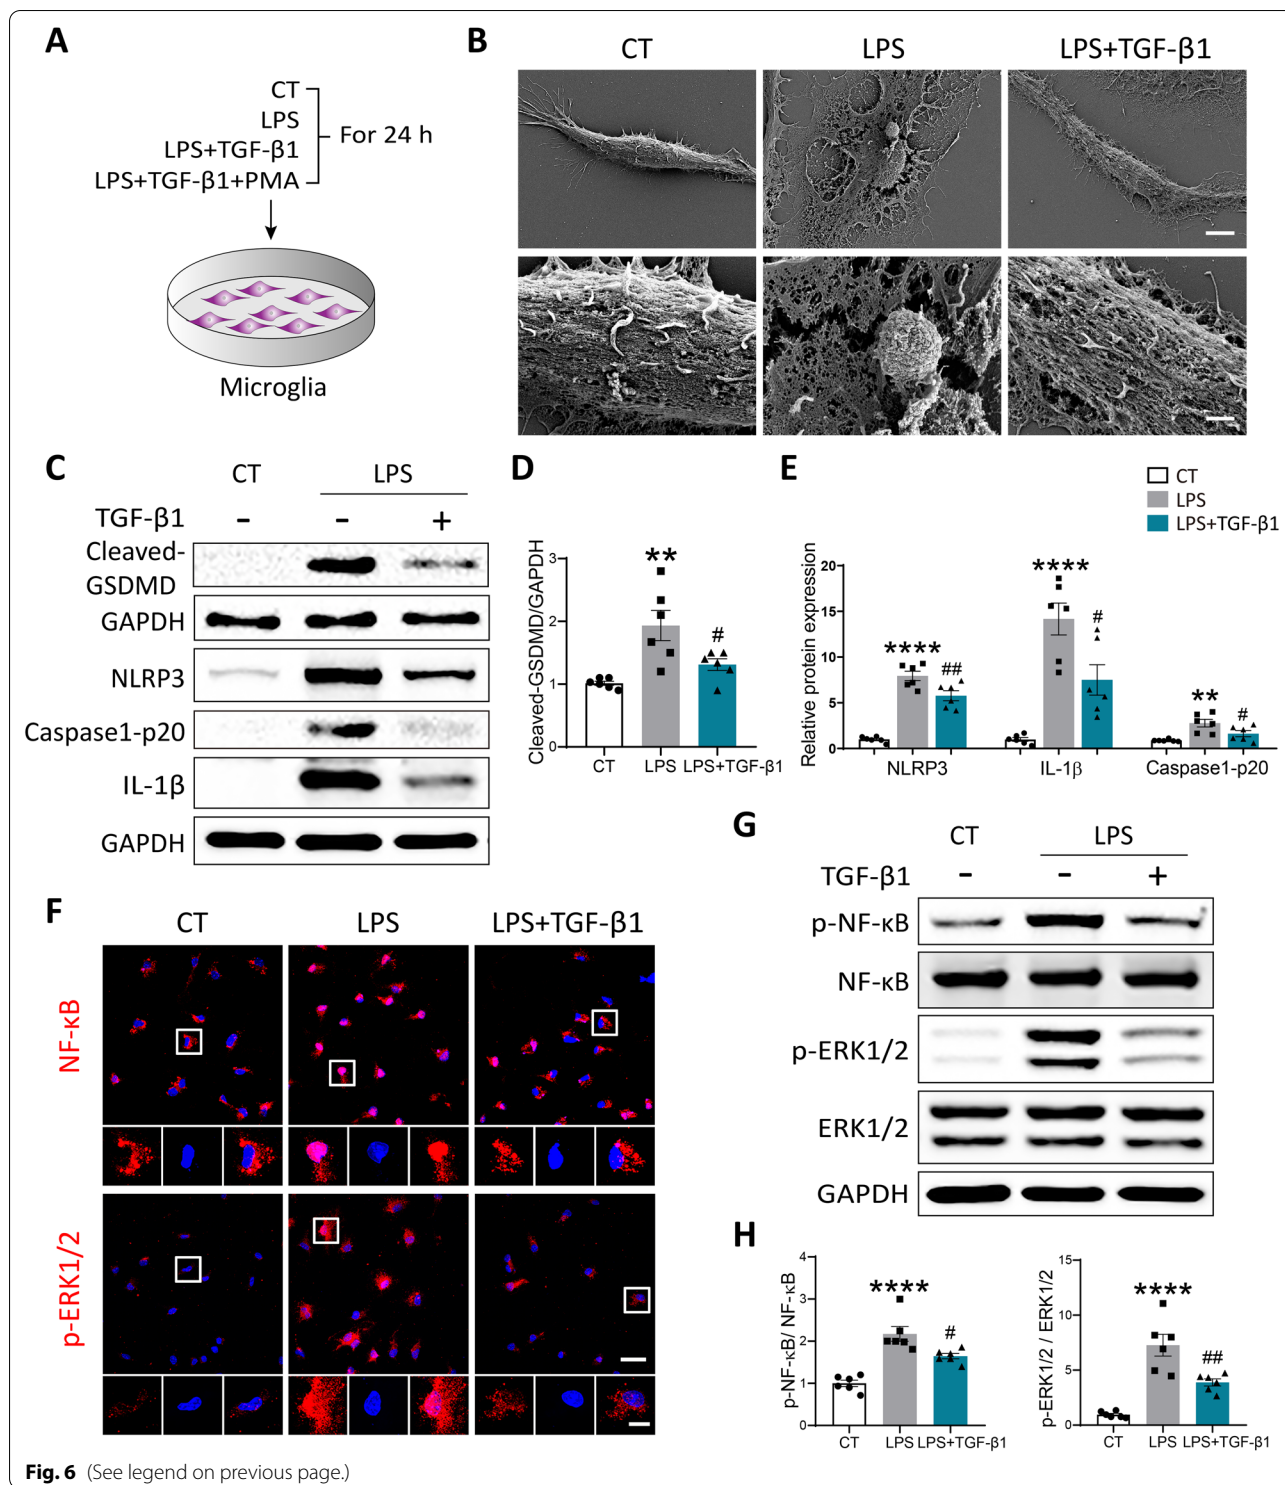 A
CT
LPS
LPS+TGF-β1
LPS+TGF-β1+PMA
For 24 h
Microglia
B
CT LPS LPS+TGF-β1
C
CT LPS
TGF-β1 - - +
Cleaved-
GSDMD
GAPDH
NLRP3
Caspase1-p20
IL-1β
GAPDH
D
Cleaved-GSDMD/GAPDH
3
2
1
0
**
#
CT LPS LPS+TGF-β1
E
CT
LPS
LPS+TGF-β1
Relative protein expression
20
15
10
5
0
**** ## **** # ** #
NLRP3 IL-1β Caspase1-p20
F
CT LPS LPS+TGF-β1
NF-κB
p-ERK1/2
G
CT LPS
TGF-β1 - - +
p-NF-κB
NF-κB
p-ERK1/2
ERK1/2
GAPDH
H
p-NF-κB/ NF-κB
4
3
2
1
0
****
#
CT LPS LPS+TGF-β1
p-ERK1/2 / ERK1/2
15
10
5
0
****
##
CT LPS LPS+TGF-β1
Fig. 6 (See legend on previous page.)